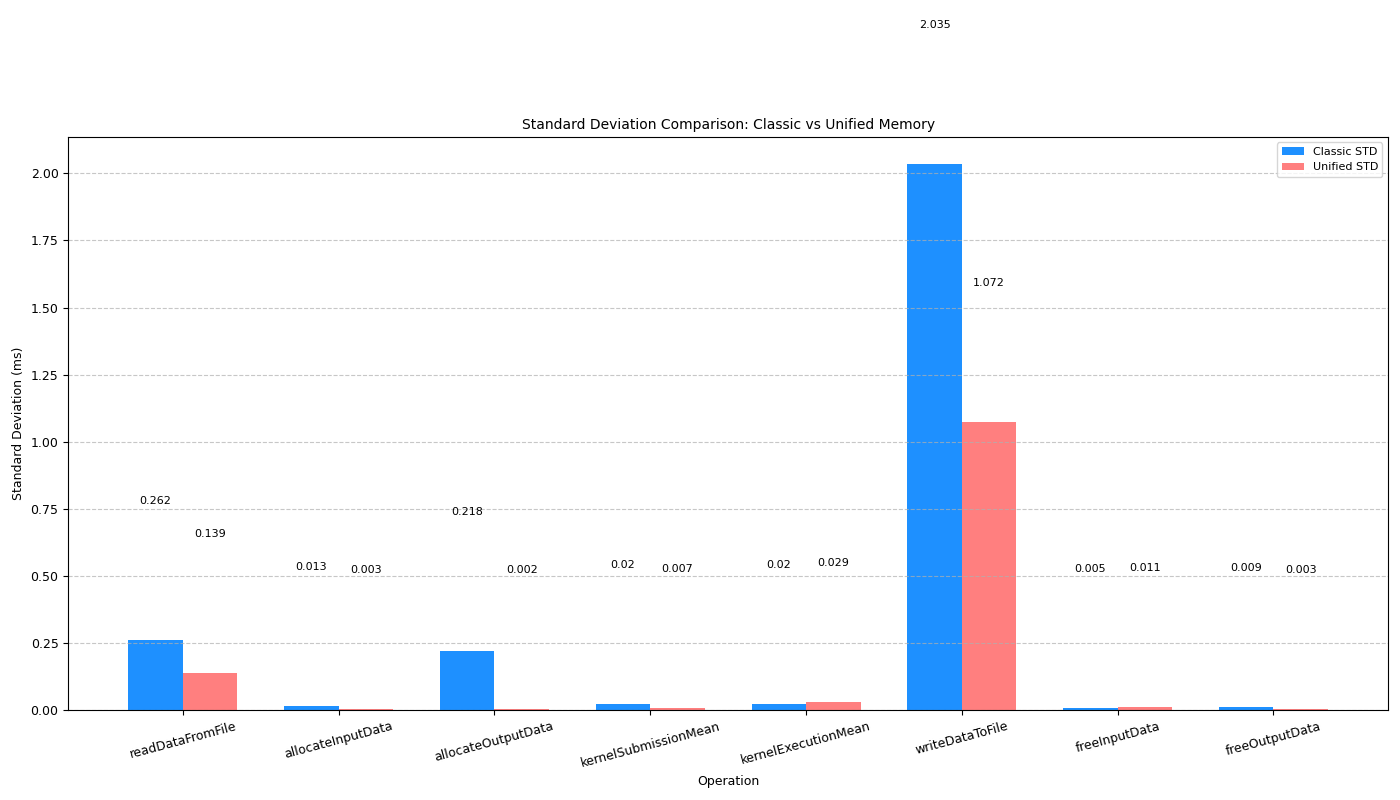 2.035
Standard Deviation Comparison: Classic vs Unified Memory
Classic STD
Unified STD
2.00
1.75
1.50
1.25
1.00
0.75
0.50
0.25
0.00
Standard Deviation (ms)
1.072
0.262
0.139
0.013
0.003
0.218
0.002
0.02
0.007
0.02
0.029
0.005
0.011
0.009
0.003
readDataFromFile
allocateInputData
allocateOutputData
kernelSubmissionMean
kernelExecutionMean
writeDataToFile
freeInputData
freeOutputData
Operation